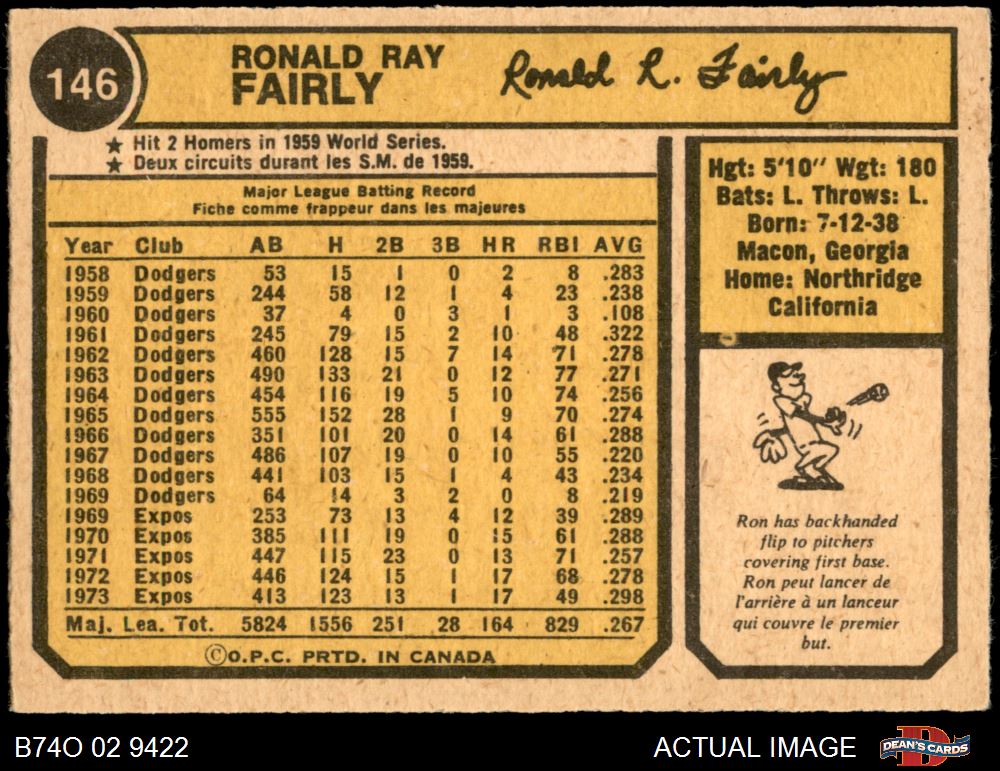 146
RONALD RAY
FAIRLY
Ronald R. Fairly
★ Hit 2 Homers in 1959 World Series.
★ Deux circuits durant les S.M. de 1959.
Major League Batting Record
Fiche comme frappeur dans les majeures
Year Club AB H 2B 3B HR RBI AVG
1958 Dodgers 53 15 1 0 2 8 .283
1959 Dodgers 244 58 12 1 4 23 .238
1960 Dodgers 37 4 0 3 1 3 .108
1961 Dodgers 245 79 15 2 10 48 .322
1962 Dodgers 460 128 15 7 14 71 .278
1963 Dodgers 490 133 21 0 12 77 .271
1964 Dodgers 454 116 19 5 10 74 .256
1965 Dodgers 555 152 28 1 9 70 .274
1966 Dodgers 351 101 20 0 14 61 .288
1967 Dodgers 486 107 19 0 10 55 .220
1968 Dodgers 441 103 15 1 4 43 .234
1969 Dodgers 64 14 3 2 0 8 .219
1969 Expos 253 73 13 4 12 39 .289
1970 Expos 385 111 19 0 15 61 .288
1971 Expos 447 115 23 0 13 71 .257
1972 Expos 446 124 15 1 17 68 .278
1973 Expos 413 123 13 1 17 49 .298
Maj. Lea. Tot. 5824 1556 251 28 164 829 .267
©O.P.C. PRTD. IN CANADA
Hgt: 5'10" Wgt: 180
Bats: L. Throws: L.
Born: 7-12-38
Macon, Georgia
Home: Northridge
California
Ron has backhanded
flip to pitchers
covering first base.
Ron peut lancer de
l'arrière à un lanceur
qui couvre le premier
but.
B74O 02 9422
ACTUAL IMAGE
DEAN'S CARDS